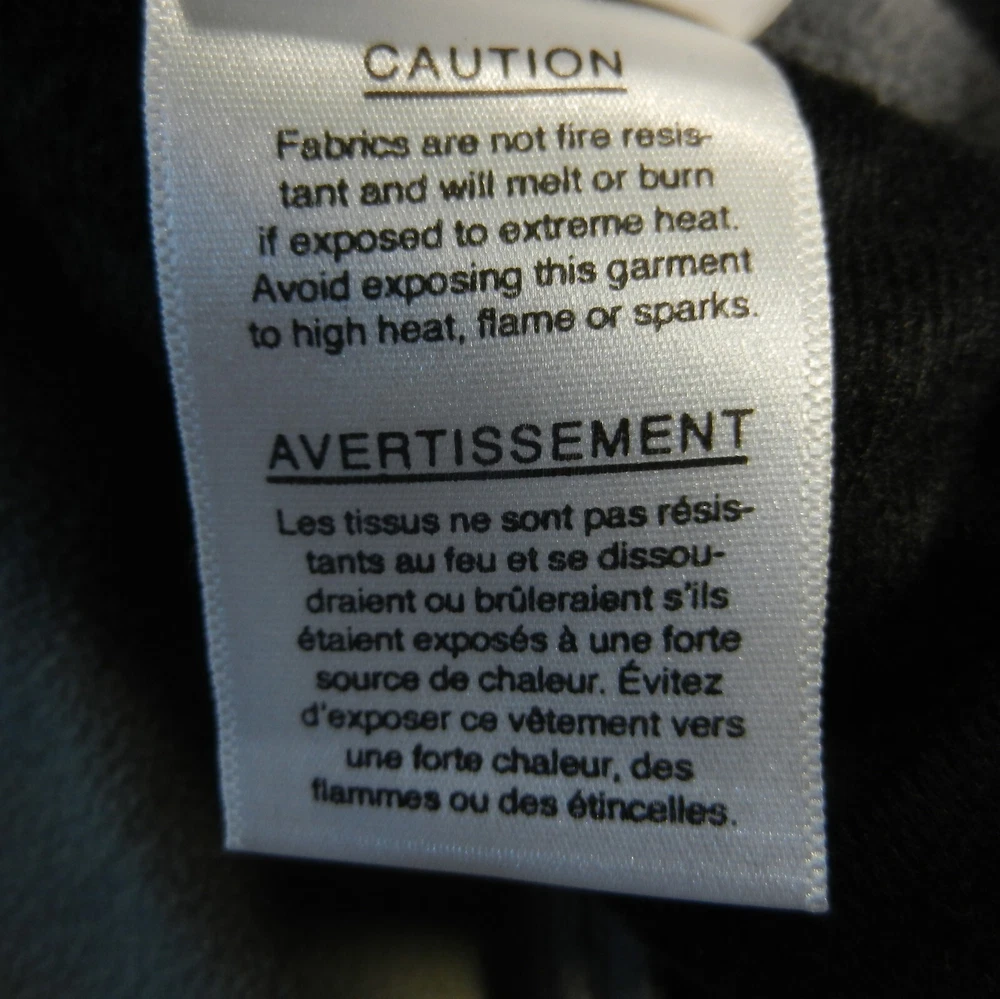 CAUTION
Fabrics are not fire resis-
tant and will melt or burn
if exposed to extreme heat.
Avoid exposing this garment
to high heat, flame or sparks.
AVERTISSEMENT
Les tissus ne sont pas résis-
tants au feu et se dissou-
draient ou brûleraient s'ils
étaient exposés à une forte
source de chaleur. Évitez
d'exposer ce vêtement vers
une forte chaleur, des
flammes ou des étincelles.